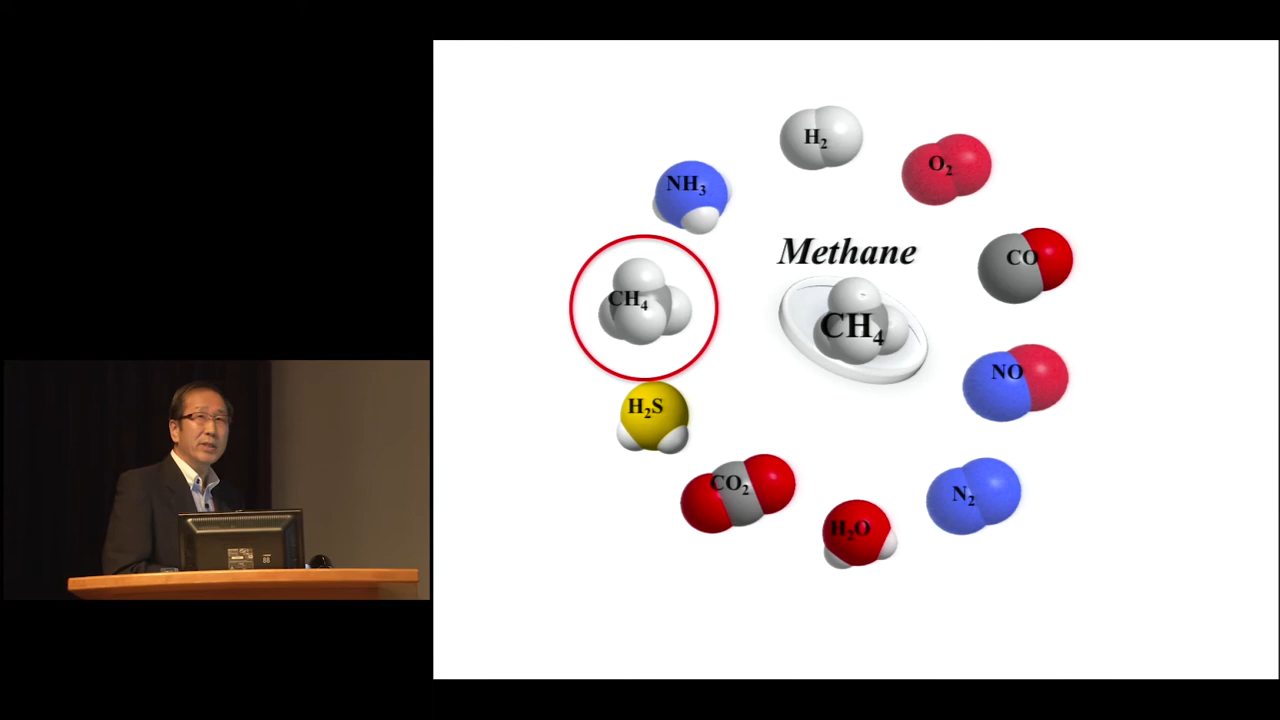 H₂
O₂
NH₃
Methane
CO
CH₄
CH₄
NO
H₂S
CO₂
N₂
H₂O